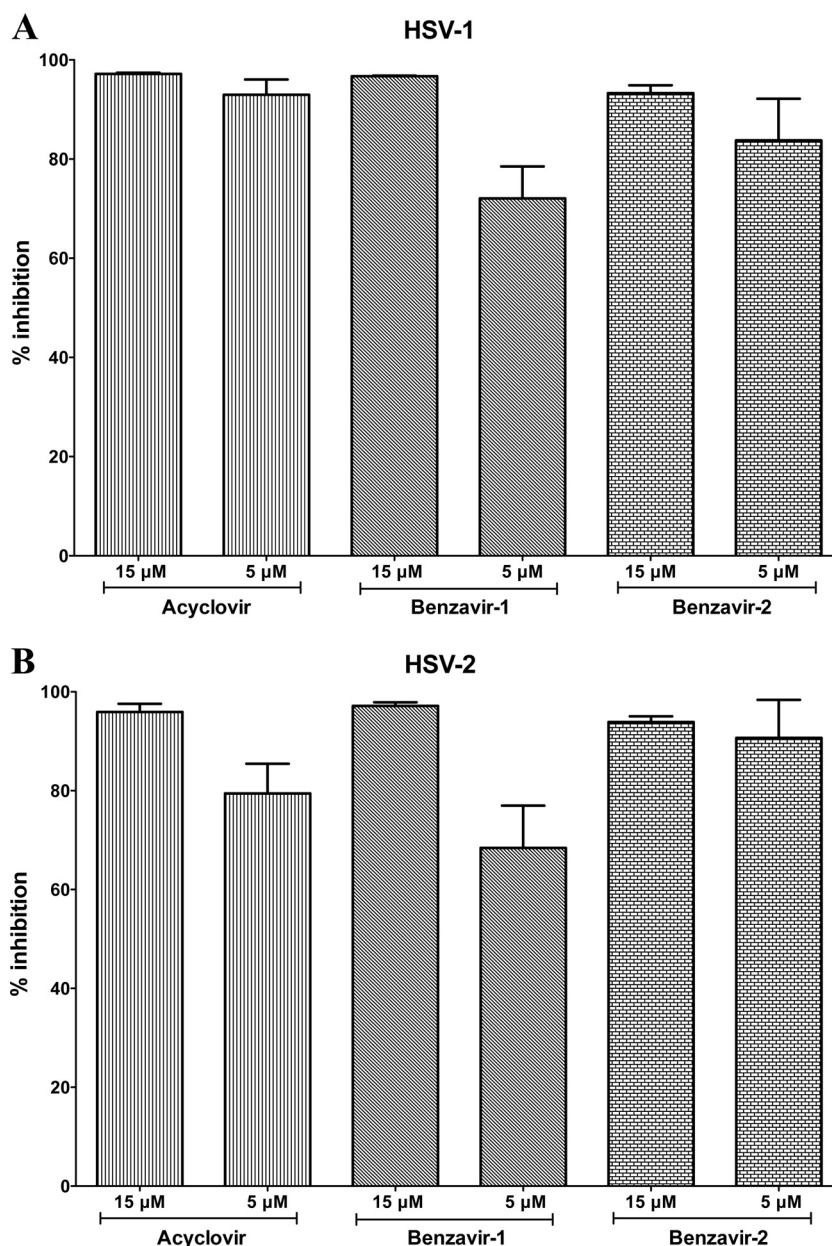 A
HSV-1
% inhibition
100
80
60
40
20
0
15 µM 5 µM 15 µM 5 µM 15 µM 5 µM
Acyclovir Benzavir-1 Benzavir-2
B
HSV-2
% inhibition
100
80
60
40
20
0
15 µM 5 µM 15 µM 5 µM 15 µM 5 µM
Acyclovir Benzavir-1 Benzavir-2